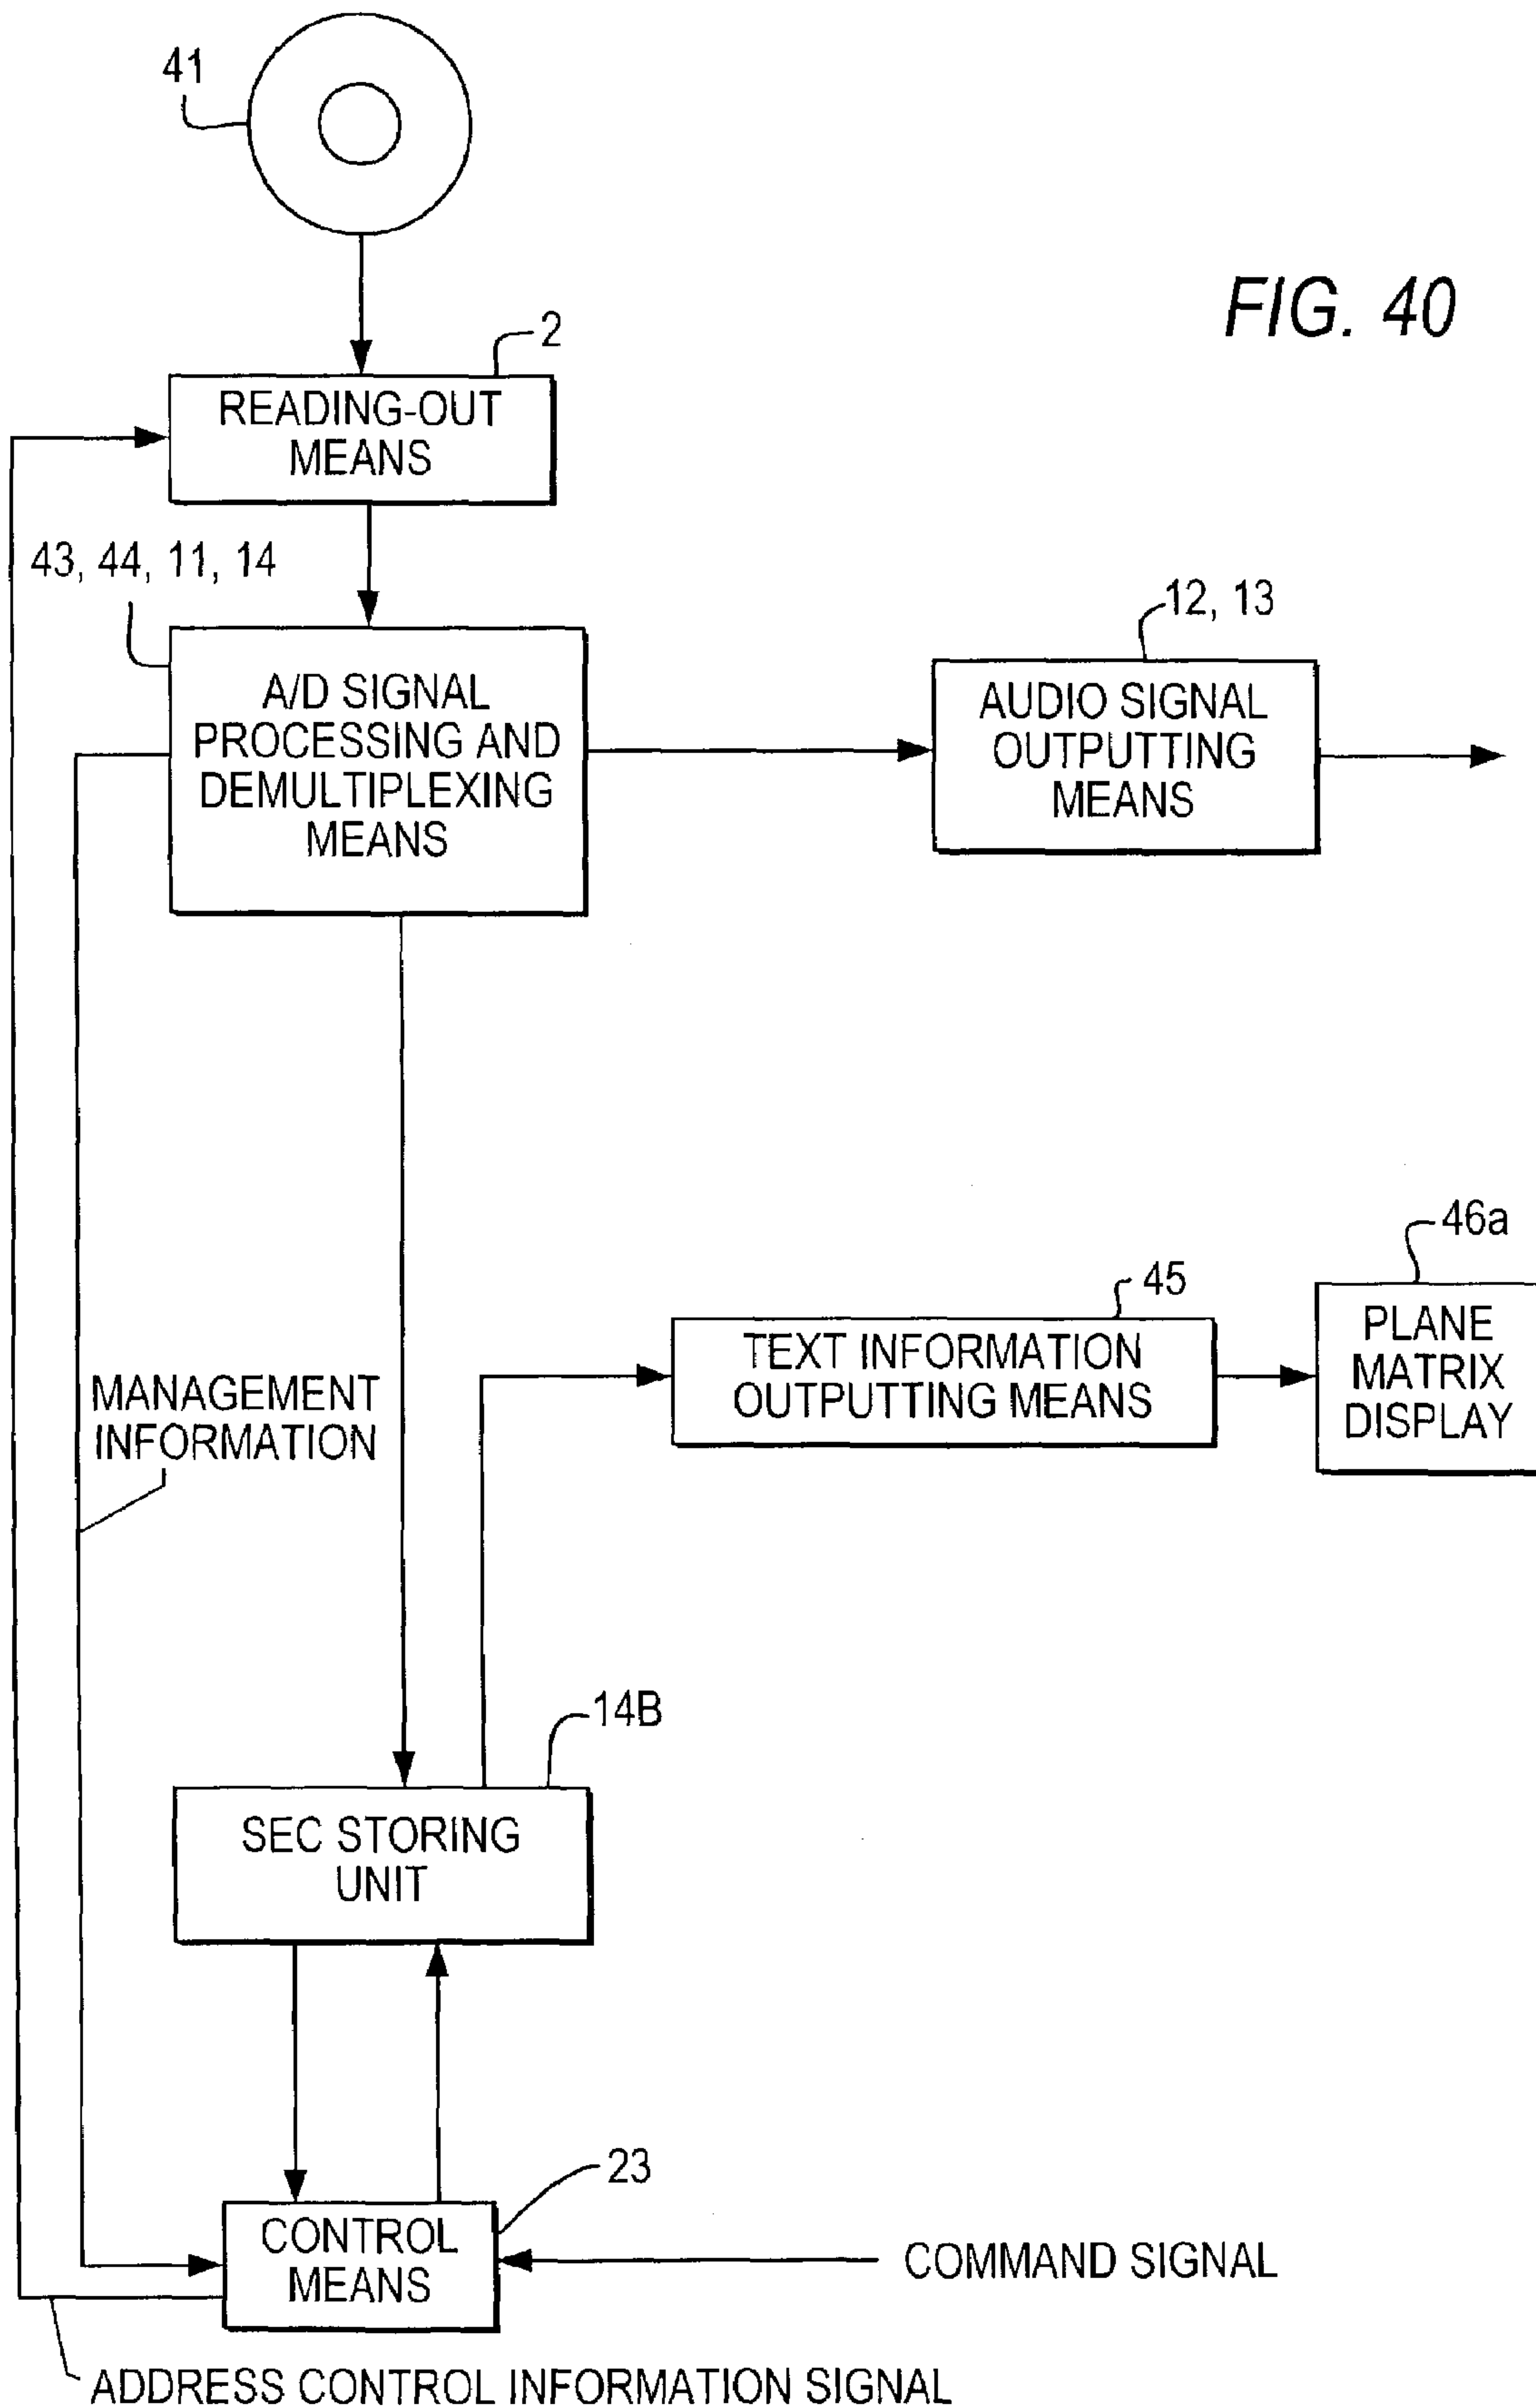 41
FIG. 40
2
READING-OUT
MEANS
43, 44, 11, 14
12, 13
A/D SIGNAL
PROCESSING AND
DEMULTIPLEXING
MEANS
AUDIO SIGNAL
OUTPUTTING
MEANS
46a
45
PLANE
MATRIX
DISPLAY
TEXT INFORMATION
OUTPUTTING MEANS
MANAGEMENT
INFORMATION
14B
SEC STORING
UNIT
23
CONTROL
MEANS
COMMAND SIGNAL
ADDRESS CONTROL INFORMATION SIGNAL